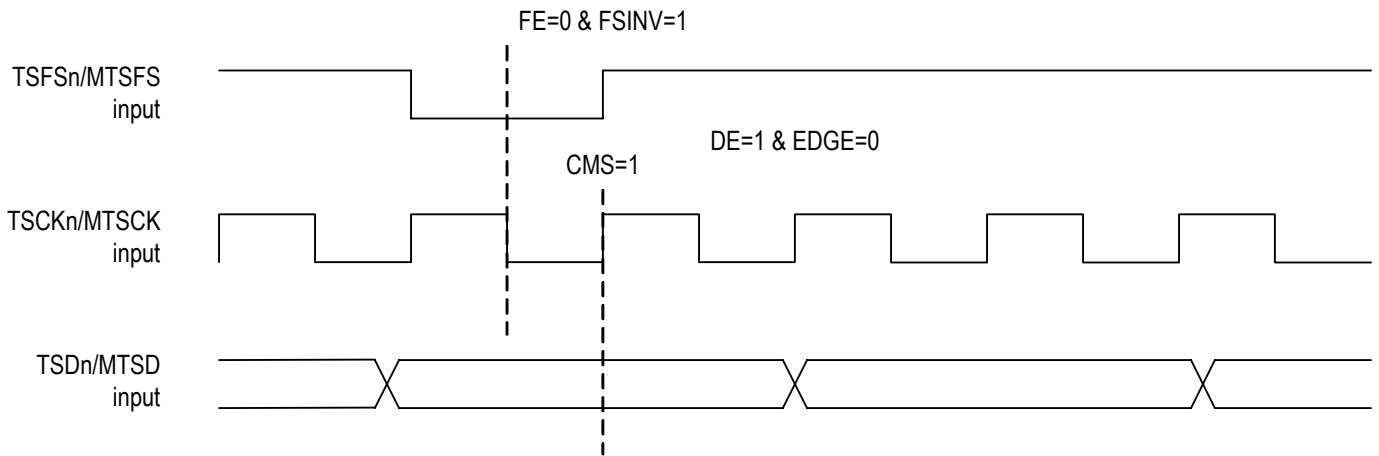 FE=0 & FSINV=1
TSFSn/MTSFS
input
DE=1 & EDGE=0
CMS=1
TSCKn/MTSCK
input
TSDn/MTSD
input